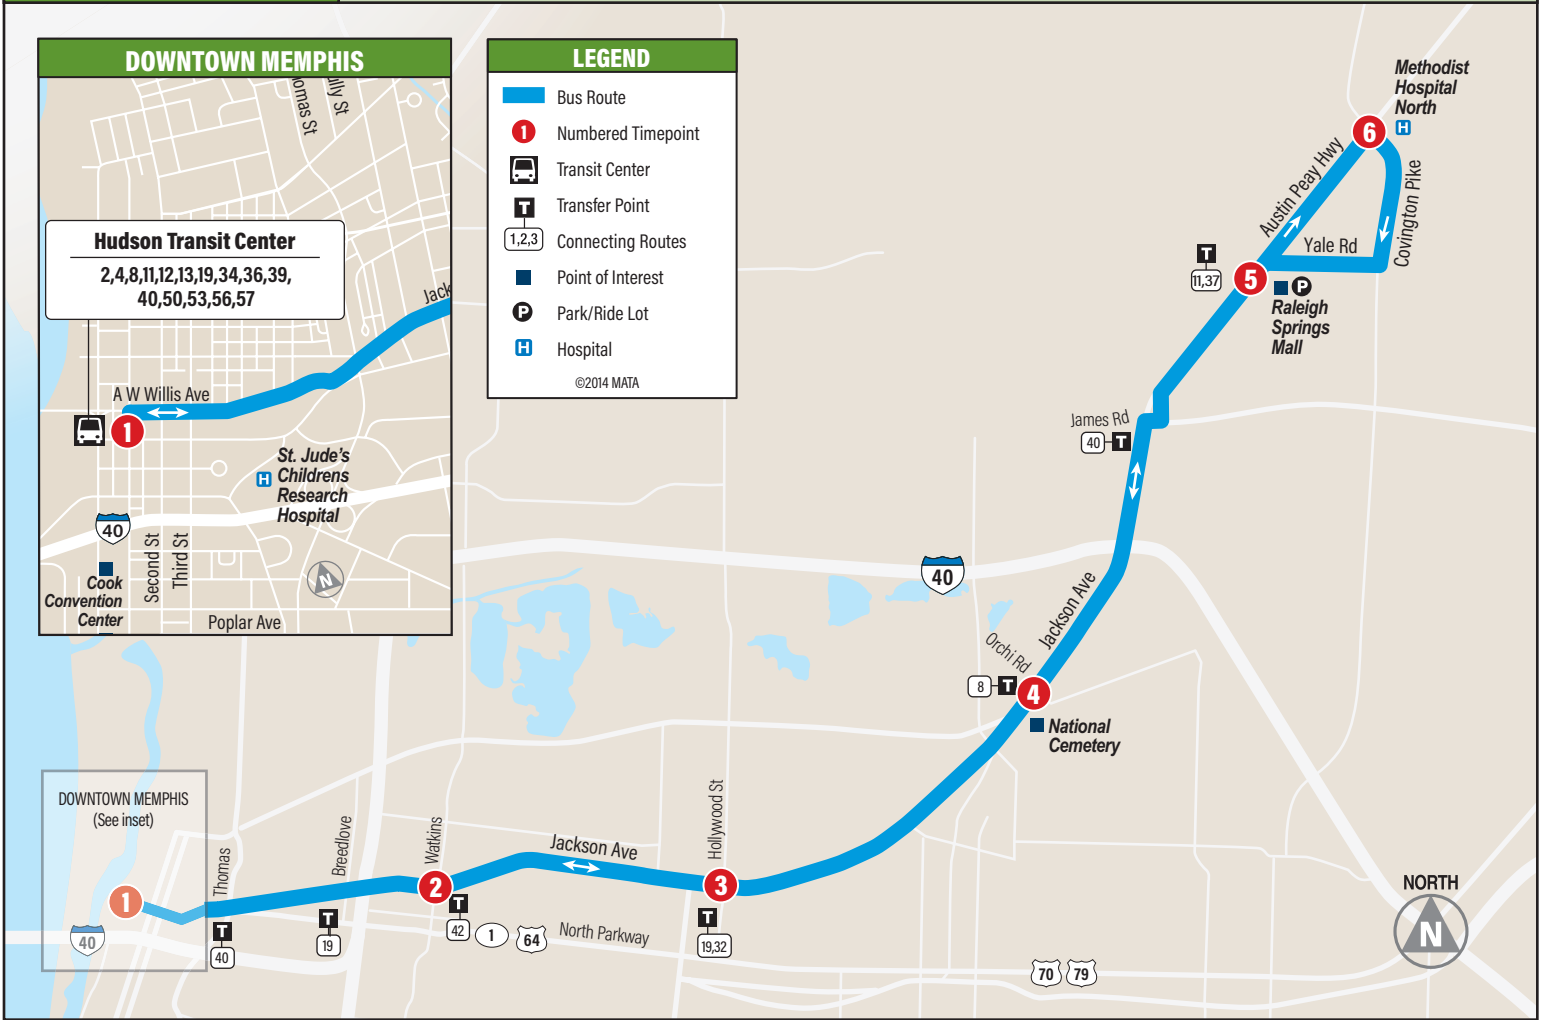 DOWNTOWN MEMPHIS
omas St
ully St
Hudson Transit Center
2,4,8,11,12,13,19,34,36,39,
40,50,53,56,57
Jack
A W Willis Ave
1
St. Jude's
Childrens
Research
Hospital
H
40
Second St
Third St
N
Cook
Convention
Center
Poplar Ave
LEGEND
Bus Route
1 Numbered Timepoint
Transit Center
T Transfer Point
1,2,3 Connecting Routes
Point of Interest
P Park/Ride Lot
H Hospital
©2014 MATA
Methodist
Hospital
North
H
6
Austin Peay Hwy
Covington Pike
Yale Rd
T
11,37
5
P
Raleigh
Springs
Mall
James Rd
40 T
40
Jackson Ave
Orchi Rd
8 T
4
National
Cemetery
DOWNTOWN MEMPHIS
(See inset)
1
40
Thomas
T
40
Breedlove
T
19
Watkins
2
T
42
1
64
Jackson Ave
North Parkway
Hollywood St
3
T
19,32
70 79
NORTH
N